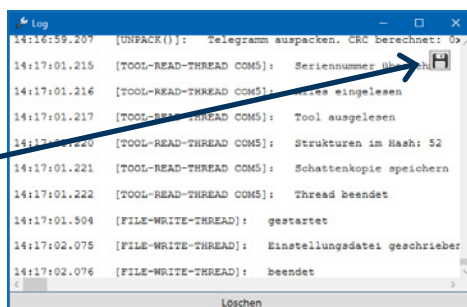 Log
14:16:59.207 [UNPACK()]: Telegramm auspacken. CRC berechnet: 0x
14:17:01.215 [TOOL-READ-THREAD COM5]: Seriennummer
14:17:01.216 [TOOL-READ-THREAD COM5]: eingelesen
14:17:01.217 [TOOL-READ-THREAD COM5]: Tool ausgelesen
[TOOL-READ-THREAD COM5]: Strukturen im Hash: 52
14:17:01.221 [TOOL-READ-THREAD COM5]: Schattenkopie speichern
14:17:01.222 [TOOL-READ-THREAD COM5]: Thread beendet
14:17:01.504 [FILE-WRITE-THREAD]: gestartet
14:17:02.075 [FILE-WRITE-THREAD]: Einstellungsdatei geschrieben
14:17:02.076 [FILE-WRITE-THREAD]: beendet
Löschen